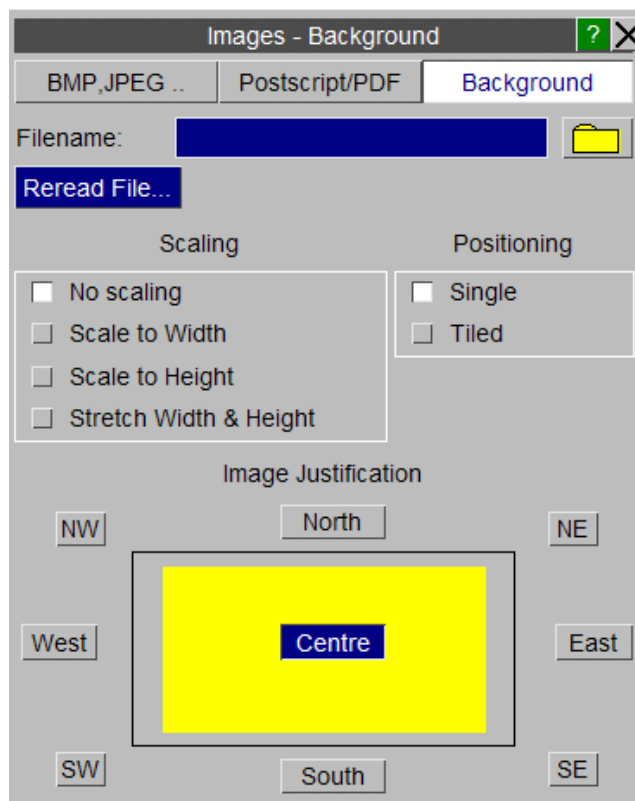 Images - Background ?
BMP,JPEG .. Postscript/PDF Background
Filename:
Reread File...
Scaling Positioning
No scaling Single
Scale to Width Tiled
Scale to Height
Stretch Width & Height
Image Justification
NW North NE
West Centre East
SW South SE